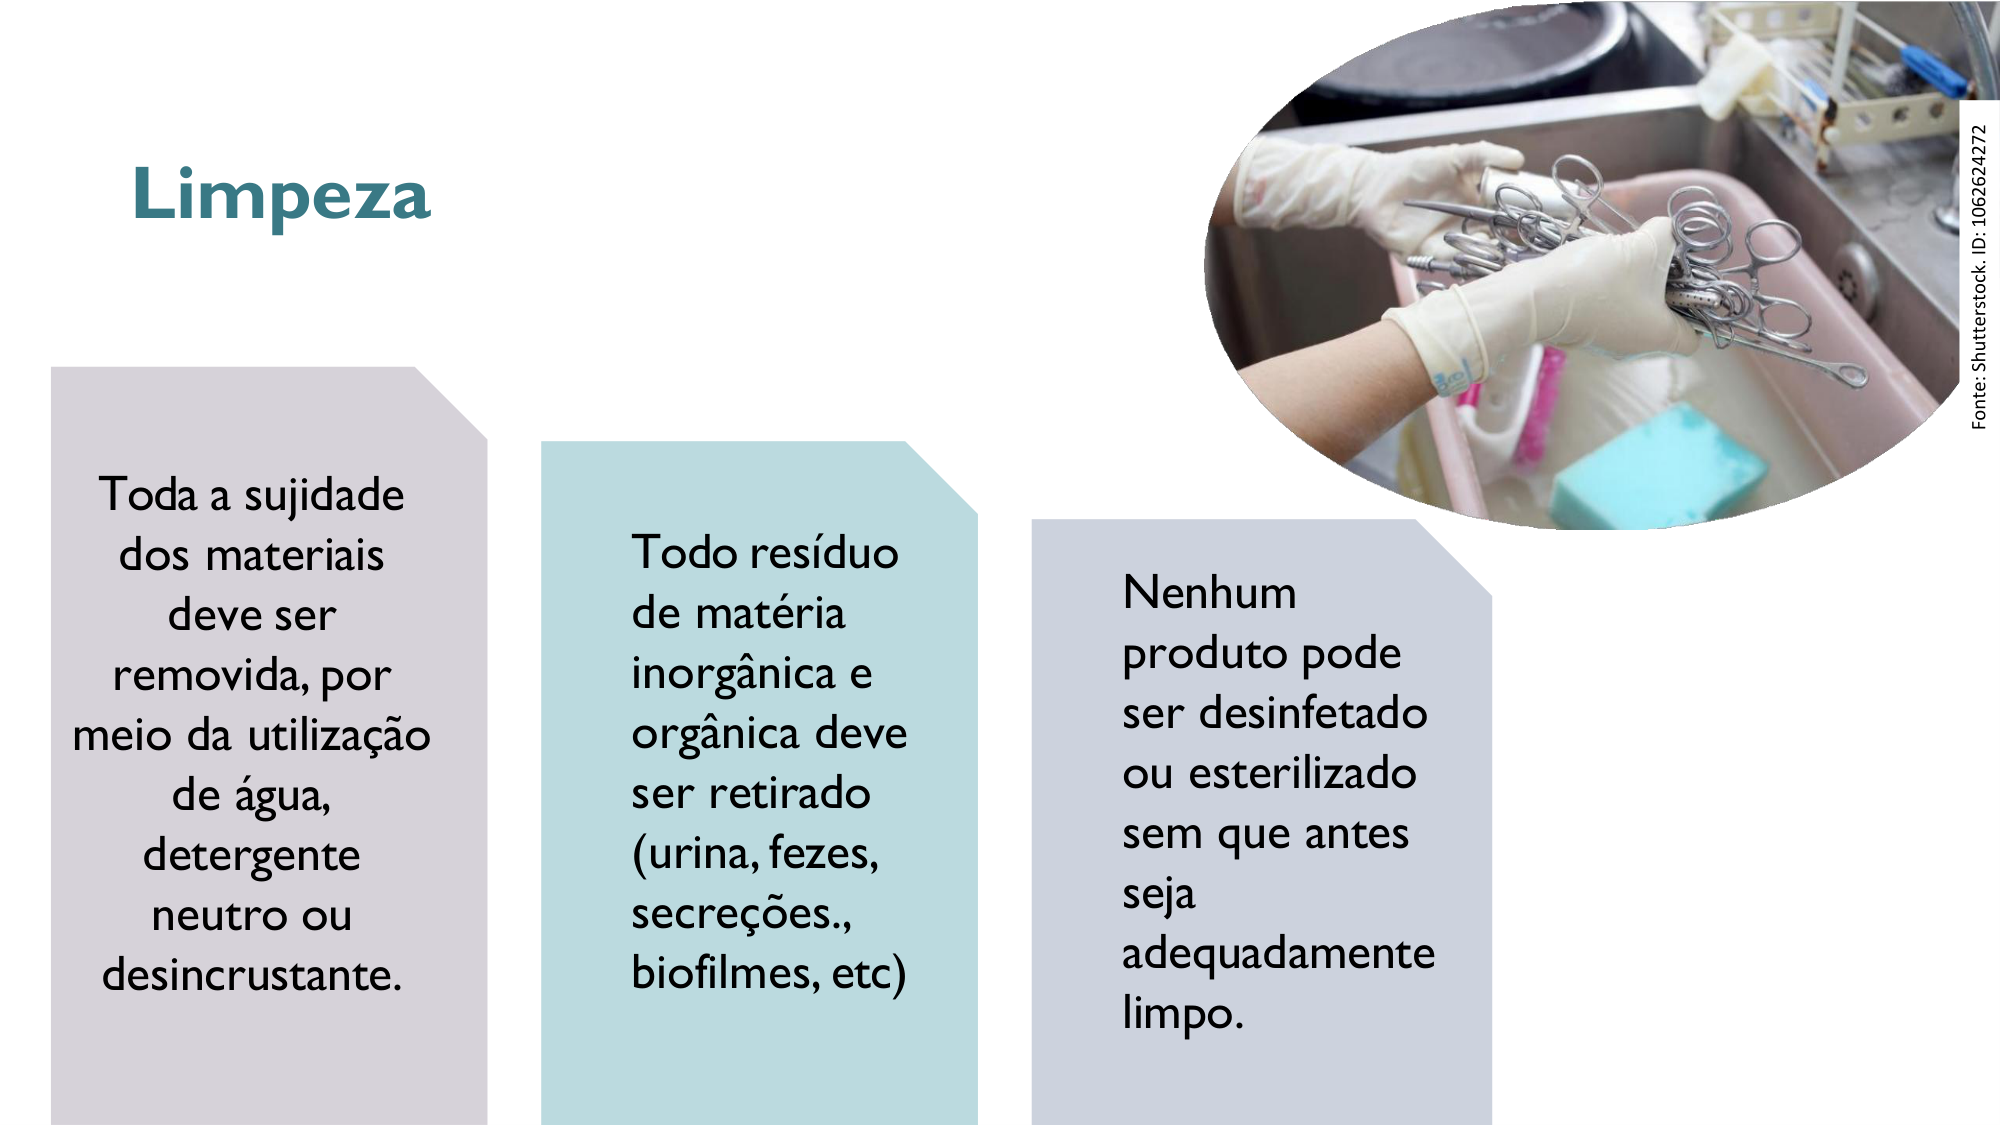 Limpeza
Fonte: Shutterstock. ID: 1062624272
Toda a sujidade
dos materiais
deve ser
removida, por
meio da utilização
de água,
detergente
neutro ou
desincrustante.
Todo resíduo
de matéria
inorgânica e
orgânica deve
ser retirado
(urina, fezes,
secreções.,
biofilmes, etc)
Nenhum
produto pode
ser desinfetado
ou esterilizado
sem que antes
seja
adequadamente
limpo.